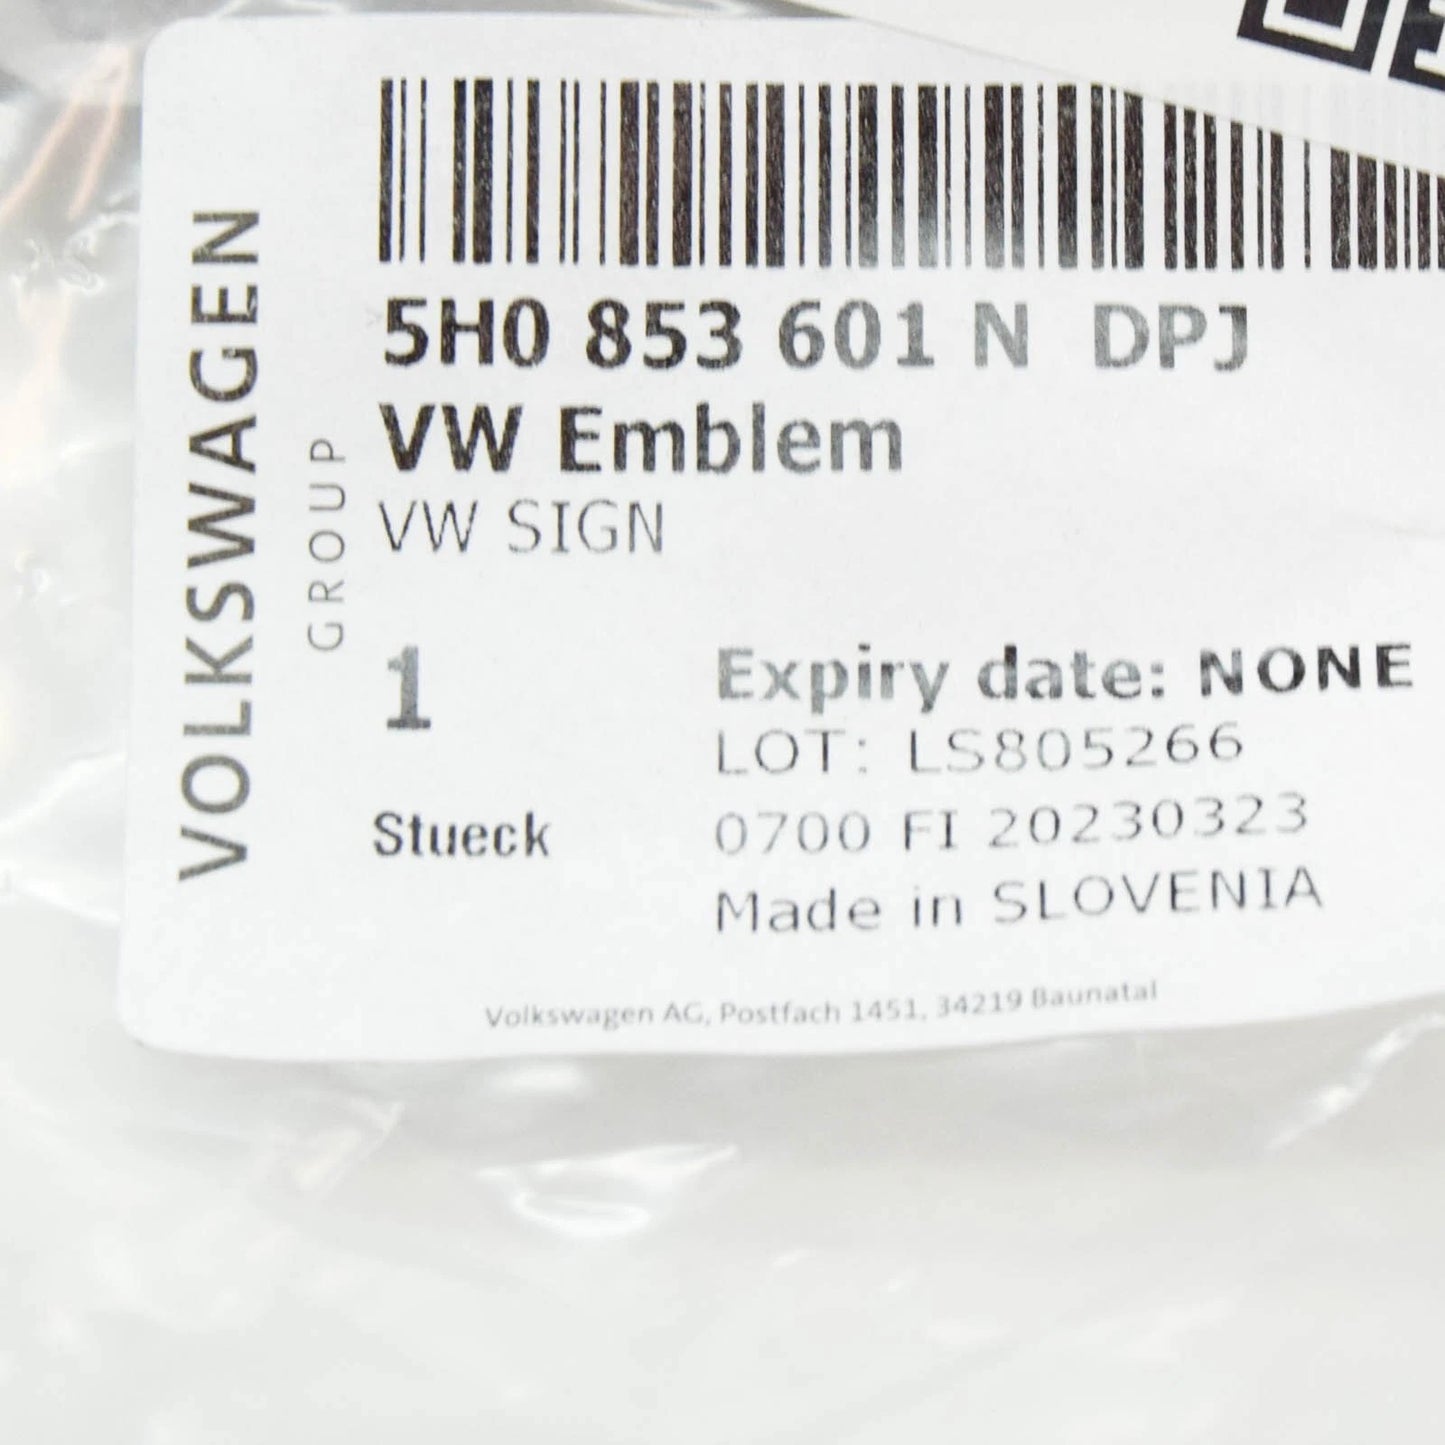 VOLKSWAGEN
GROUP
5H0 853 601 N DPJ
VW Emblem
VW SIGN
1
Stueck
Expiry date: NONE
LOT: LS805266
0700 FI 20230323
Made in SLOVENIA
Volkswagen AG, Postfach 1451, 34219 Baunatal